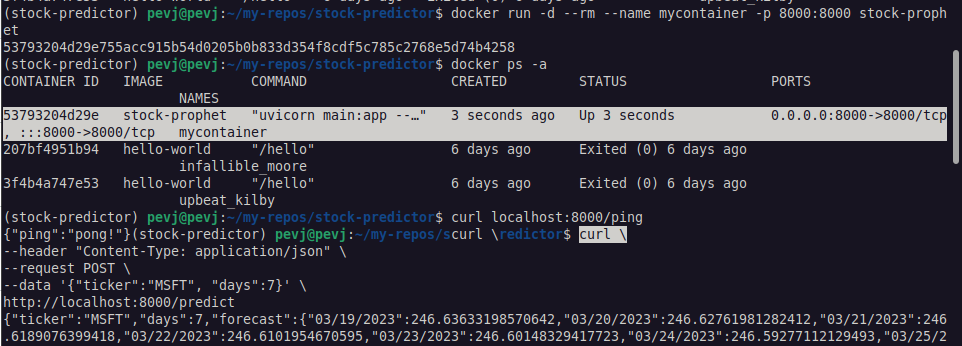 (stock-predictor) pevj@pevj:~/my-repos/stock-predictor$ docker run -d --rm --name mycontainer -p 8000:8000 stock-proph
et
53793204d29e755acc915b54d0205b0b833d354f8cdf5c785c2768e5d74b4258
(stock-predictor) pevj@pevj:~/my-repos/stock-predictor$ docker ps -a
CONTAINER ID   IMAGE           COMMAND                  CREATED         STATUS                  PORTS
                      NAMES
53793204d29e   stock-prophet   "uvicorn main:app --…"   3 seconds ago   Up 3 seconds            0.0.0.0:8000->8000/tcp
, :::8000->8000/tcp   mycontainer
207bf4951b94   hello-world     "/hello"                 6 days ago      Exited (0) 6 days ago
                      infallible_moore
3f4b4a747e53   hello-world     "/hello"                 6 days ago      Exited (0) 6 days ago
                      upbeat_kilby
(stock-predictor) pevj@pevj:~/my-repos/stock-predictor$ curl localhost:8000/ping
{"ping":"pong!"}(stock-predictor) pevj@pevj:~/my-repos/scurl \redictor$ curl \
--header "Content-Type: application/json" \
--request POST \
--data '{"ticker":"MSFT", "days":7}' \
http://localhost:8000/predict
{"ticker":"MSFT","days":7,"forecast":{"03/19/2023":246.63633198570642,"03/20/2023":246.62761981282412,"03/21/2023":246
.6189076399418,"03/22/2023":246.6101954670595,"03/23/2023":246.60148329417723,"03/24/2023":246.59277112129493,"03/25/2